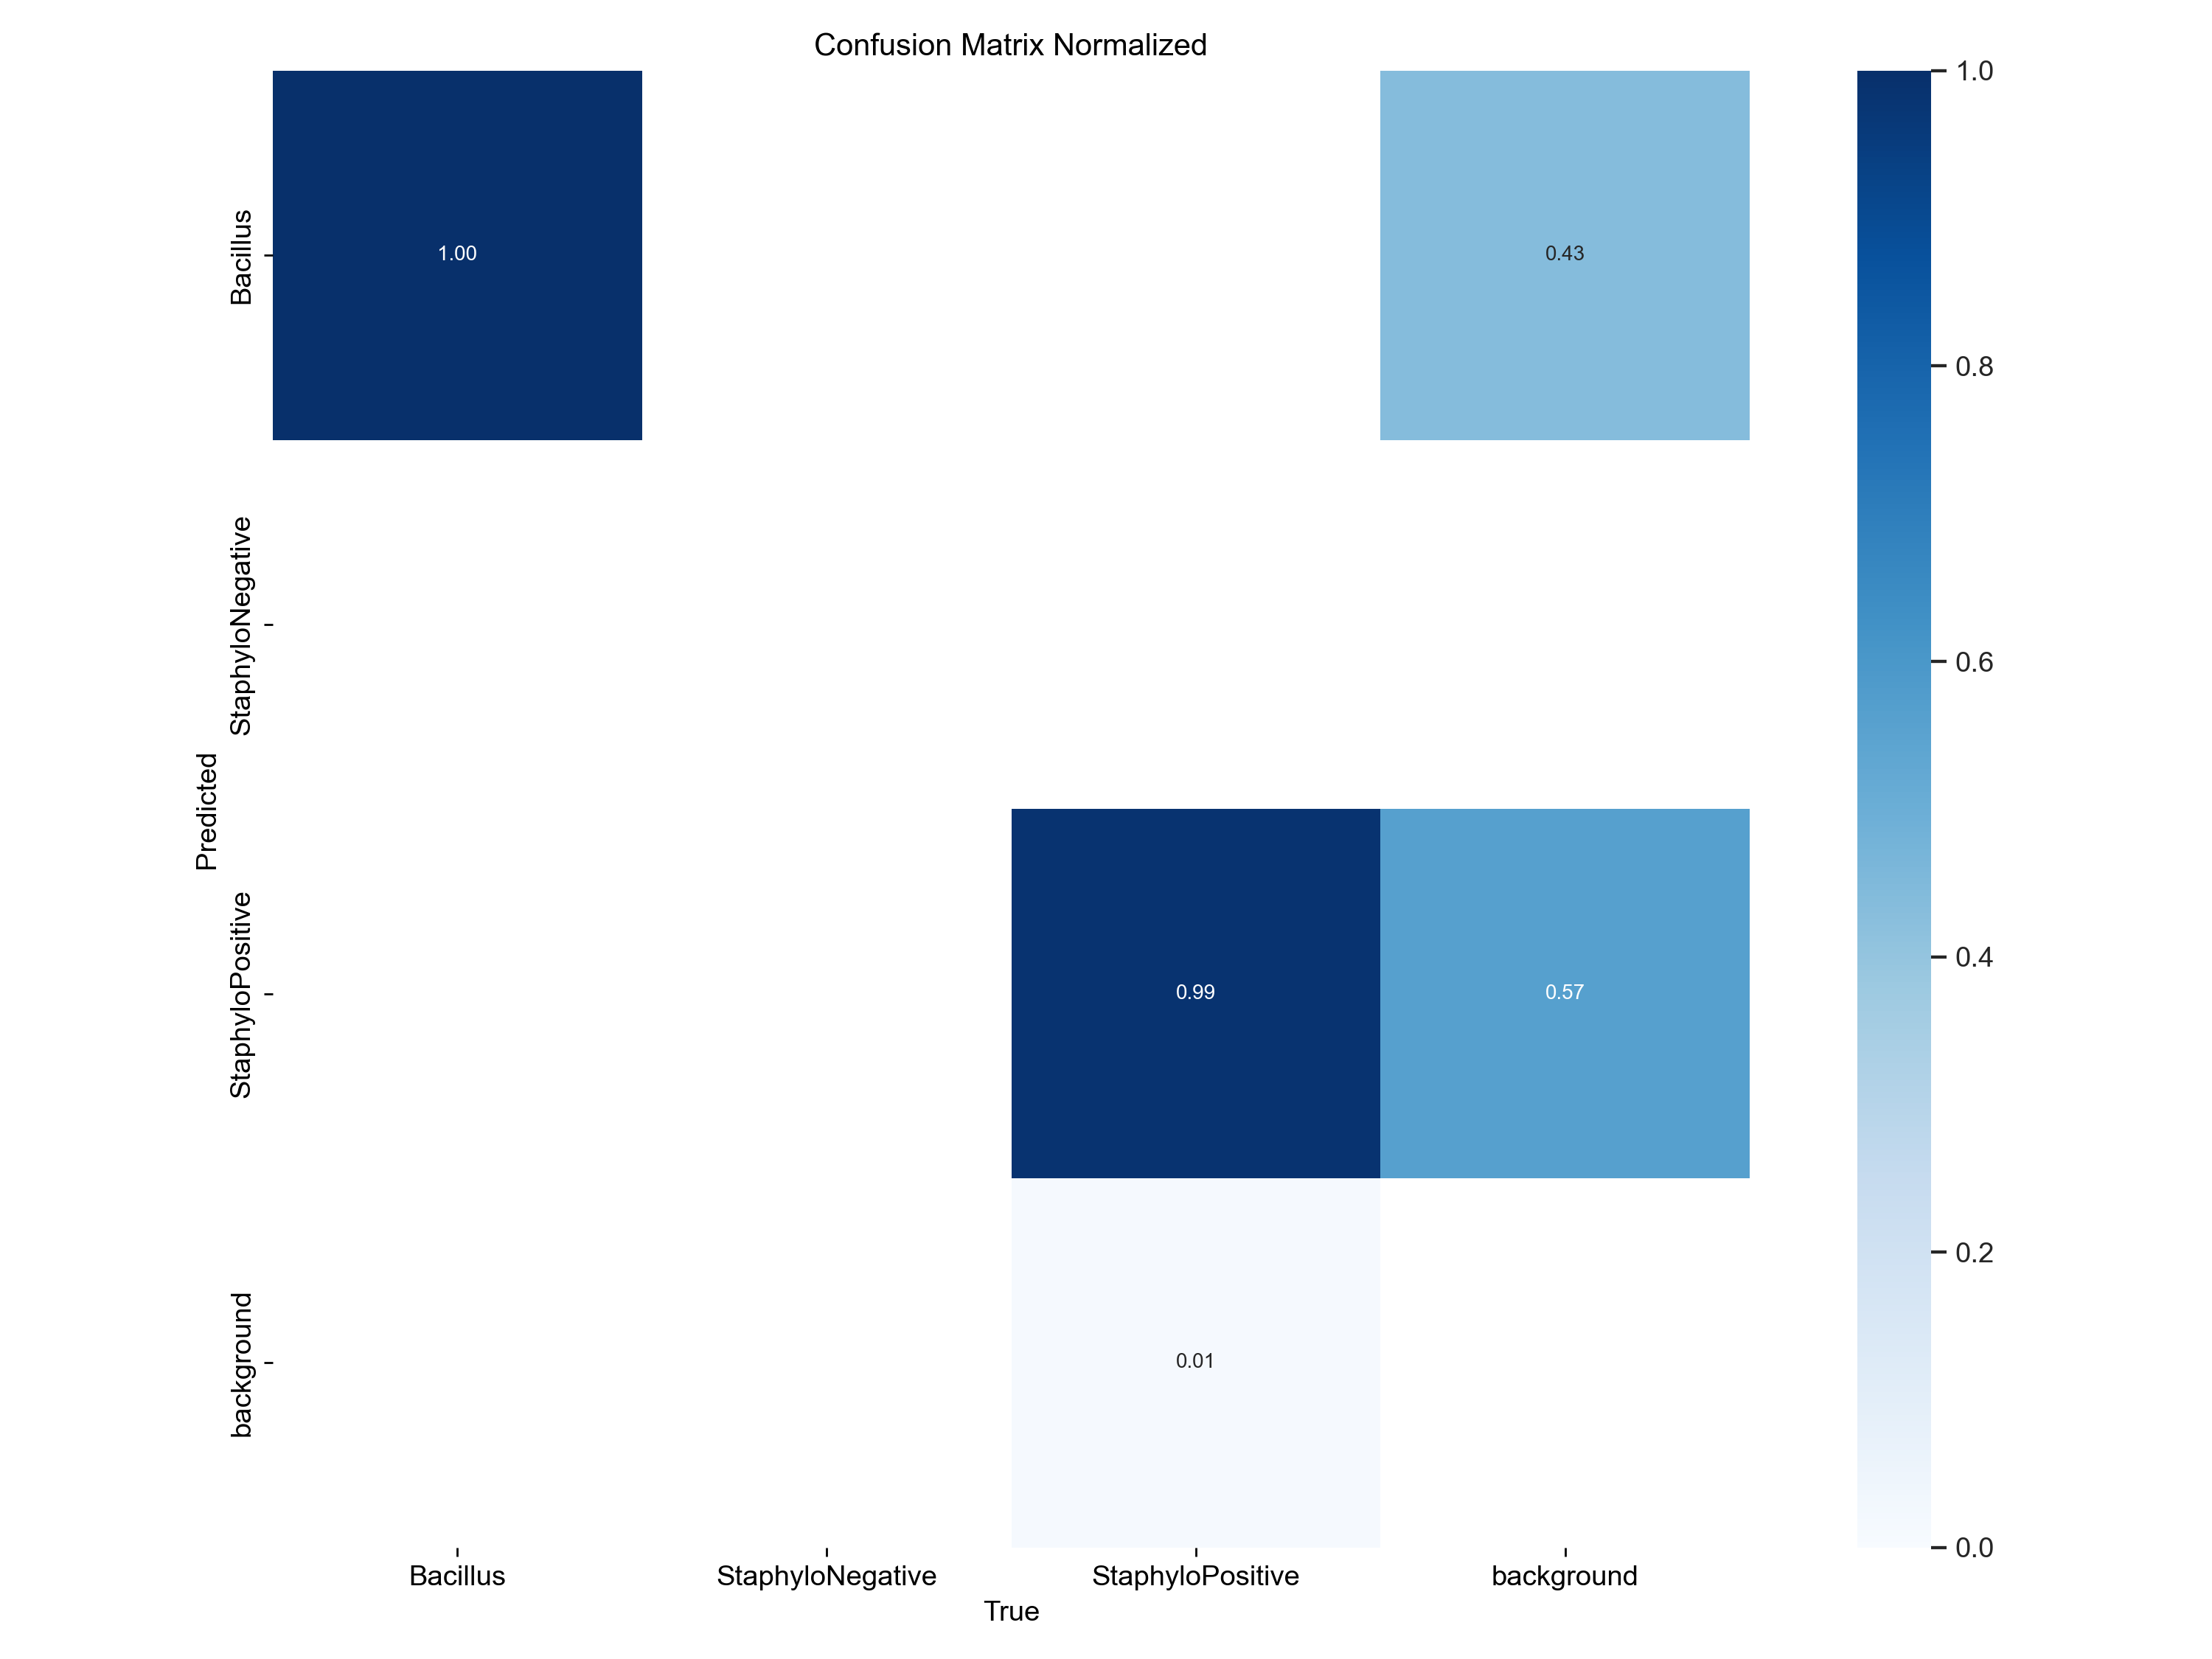 Confusion Matrix Normalized
Bacillus
1.00
0.43
StaphyloNegative
Predicted
StaphyloPositive
0.99
0.57
background
0.01
Bacillus
StaphyloNegative
StaphyloPositive
background
True
1.0
0.8
0.6
0.4
0.2
0.0